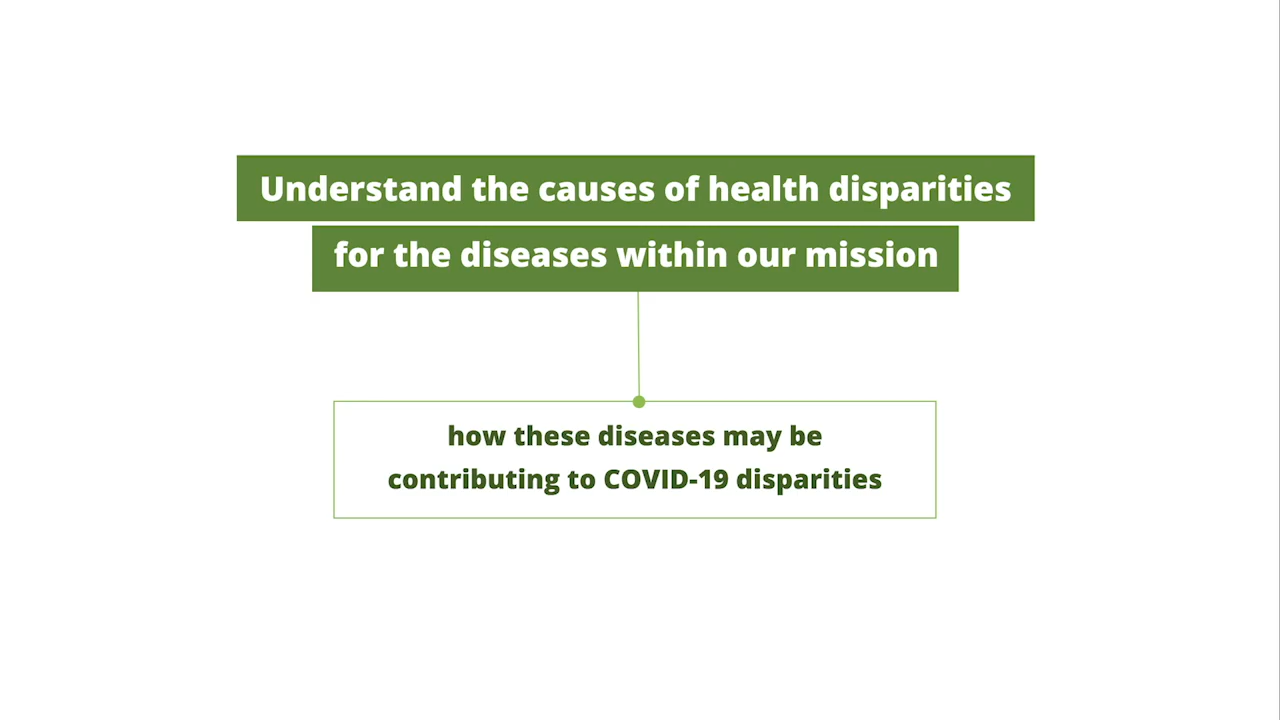 Understand the causes of health disparities
for the diseases within our mission
how these diseases may be
contributing to COVID-19 disparities